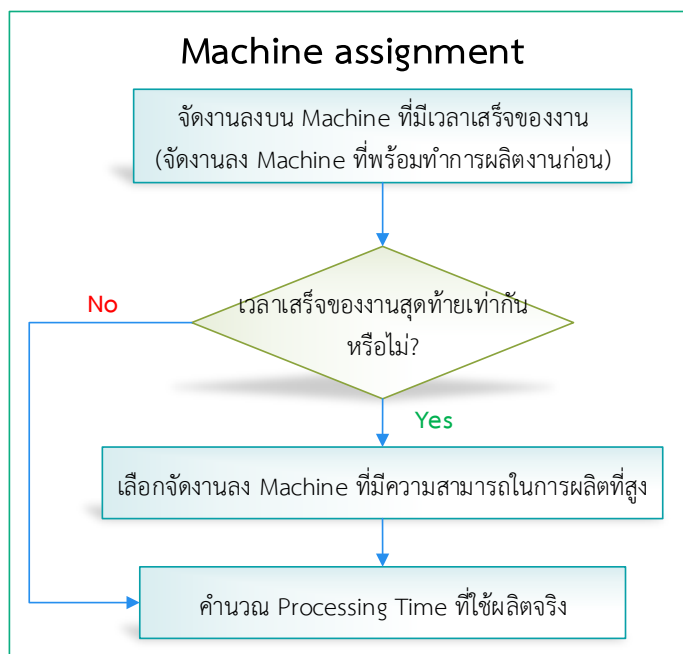 Machine assignment
จัดงานลงบน Machine ที่มีเวลาเสร็จของงาน
(จัดงานลง Machine ที่พร้อมทำการผลิตงานก่อน)
No
เวลาเสร็จของงานสุดท้ายเท่ากัน
หรือไม่?
Yes
เลือกจัดงานลง Machine ที่มีความสามารถในการผลิตที่สูง
คำนวณ Processing Time ที่ใช้ผลิตจริง